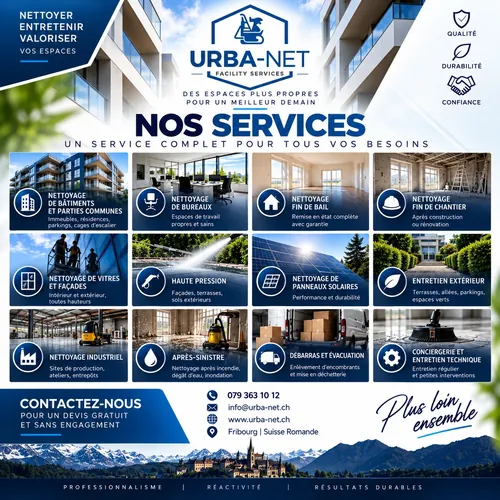 NETTOYER
ENTRETENIR
VALORISER
VOS ESPACES
URBA-NET
FACILITY SERVICES
DES ESPACES PLUS PROPRES
POUR UN MEILLEUR DEMAIN
QUALITÉ
DURABILITÉ
CONFIANCE
NOS SERVICES
UN SERVICE COMPLET POUR TOUS VOS BESOINS
NETTOYAGE
DE BÂTIMENTS
ET PARTIES COMMUNES
Immeubles, résidences,
parkings, cages d'escalier
NETTOYAGE
DE BUREAUX
Espaces de travail
propres et sains
NETTOYAGE
FIN DE BAIL
Remise en état complète
avec garantie
NETTOYAGE
FIN DE CHANTIER
Après construction
ou rénovation
NETTOYAGE DE VITRES
ET FAÇADES
Intérieur et extérieur,
toutes hauteurs
HAUTE PRESSION
Façades, terrasses,
sols extérieurs
NETTOYAGE DE
PANNEAUX SOLAIRES
Performance et durabilité
ENTRETIEN EXTÉRIEUR
Terrasses, allées, parkings,
espaces verts
NETTOYAGE INDUSTRIEL
Sites de production,
ateliers, entrepôts
APRÈS-SINISTRE
Nettoyage après incendie,
dégât d'eau, inondation
DÉBARRAS ET ÉVACUATION
Enlèvement d'encombrants
et mise en déchetterie
CONCIERGERIE ET
ENTRETIEN TECHNIQUE
Entretien régulier
et petites interventions
CONTACTEZ-NOUS
POUR UN DEVIS GRATUIT
ET SANS ENGAGEMENT
079 363 10 12
info@urba-net.ch
www.urba-net.ch
Fribourg | Suisse Romande
Plus loin,
ensemble
PROFESSIONNALISME | RÉACTIVITÉ | RÉSULTATS DURABLES